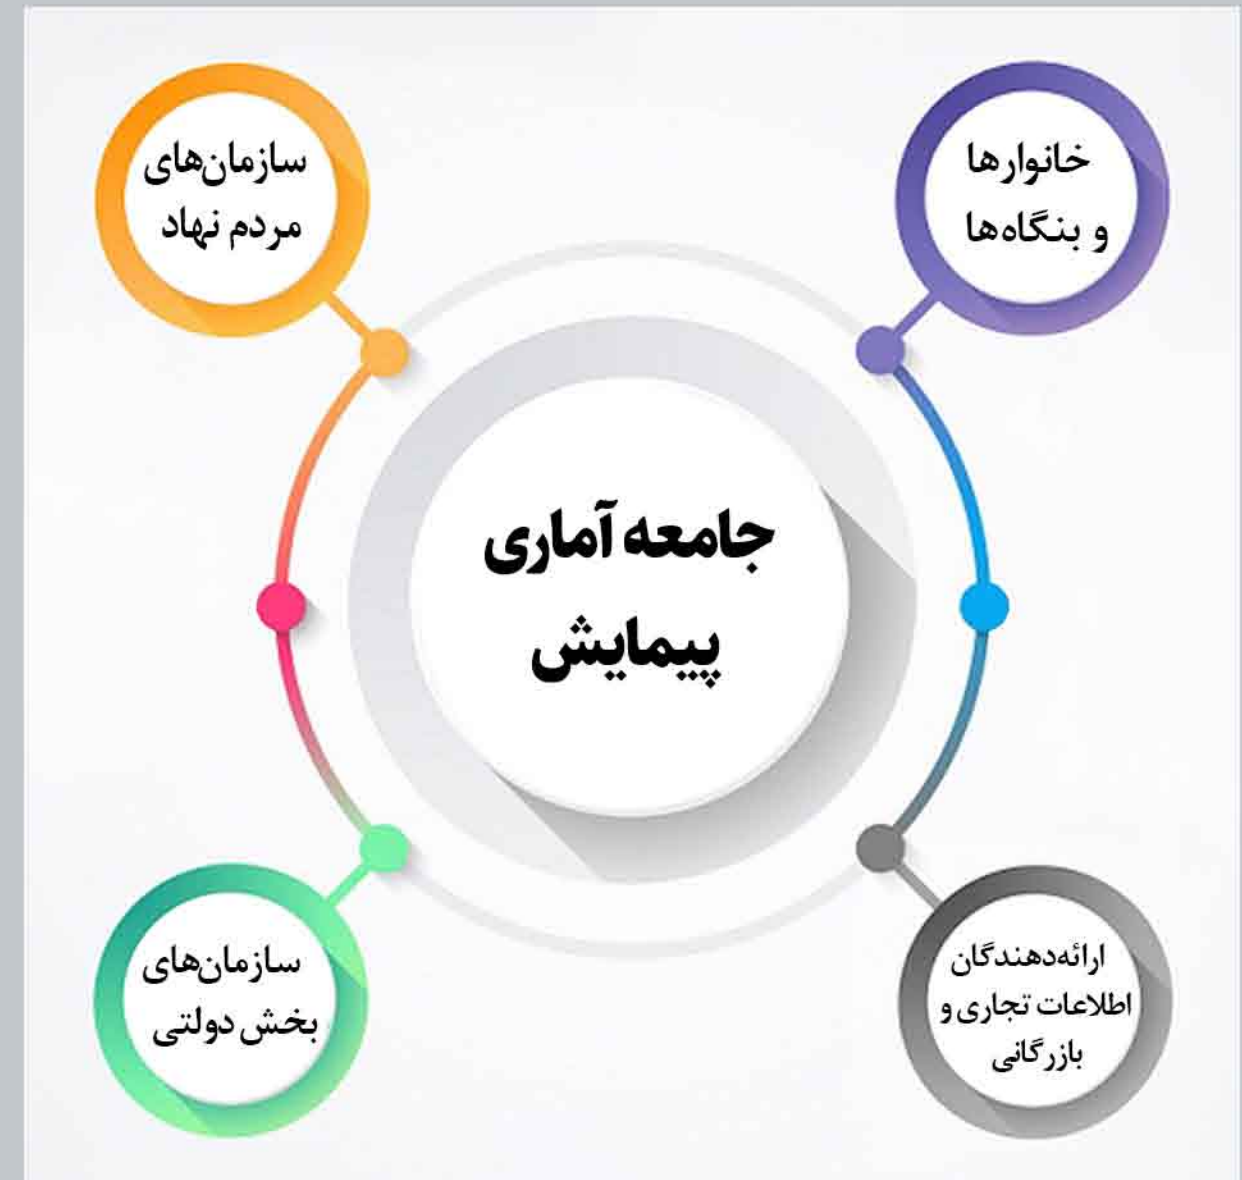 خانوارها
و بنگاه‌ها
سازمان‌های
مردم نهاد
جامعه آماری
پیمایش
ارائه‌دهندگان
اطلاعات تجاری و
بازرگانی
سازمان‌های
بخش دولتی